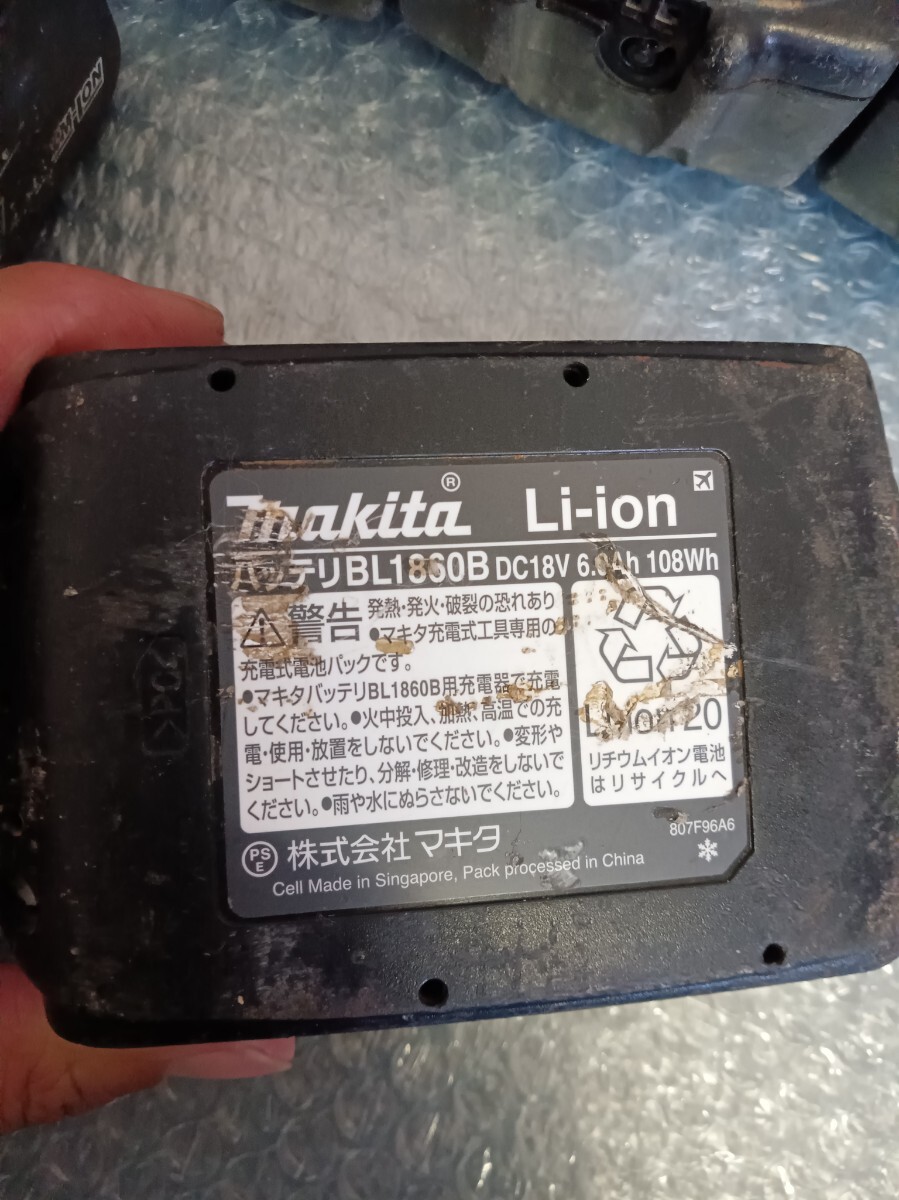 M-ION
makita® Li-ion
バッテリBL1860B DC18V 6.0Ah 108Wh
警告 発熱・発火・破裂の恐れあり
●マキタ充電式工具専用の
充電式電池パックです。
●マキタバッテリBL1860B用充電器で充電
してください。●火中投入、加熱、高温での充
電・使用・放置をしないでください。●変形や
ショートさせたり、分解・修理・改造をしないで
ください。●雨や水にぬらさないでください。
Li-ion 20
リチウムイオン電池
はリサイクルへ
807F96A6
PS
E
株式会社 マキタ
Cell Made in Singapore, Pack processed in China